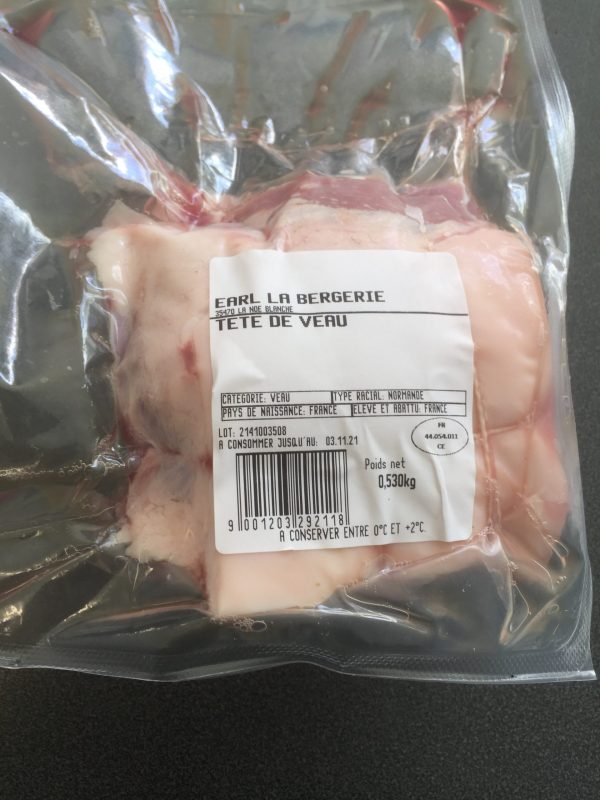 EARL LA BERGERIE
35470 LA NOE BLANCHE
TETE DE VEAU
CATEGORIE: VEAU TYPE RACIAL: NORMANDE
PAYS DE NAISSANCE: FRANCE ELEVE ET ABATTU: FRANCE
LOT: 2141003508
A CONSOMMER JUSQU'AU: 03.11.21
FR
44.054.011
CE
Poids net
0,530kg
9 001203 292118
A CONSERVER ENTRE 0°C ET +2°C